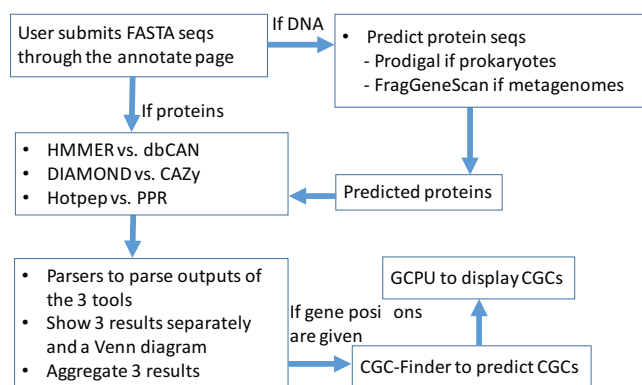 User submits FASTA seqs
through the annotate page
If DNA
• Predict protein seqs
- Prodigal if prokaryotes
- FragGeneScan if metagenomes
If proteins
• HMMER vs. dbCAN
• DIAMOND vs. CAZy
• Hotpep vs. PPR
Predicted proteins
• Parsers to parse outputs of
the 3 tools
• Show 3 results separately
and a Venn diagram
• Aggregate 3 results
If gene posi ons
are given
GCPU to display CGCs
CGC-Finder to predict CGCs